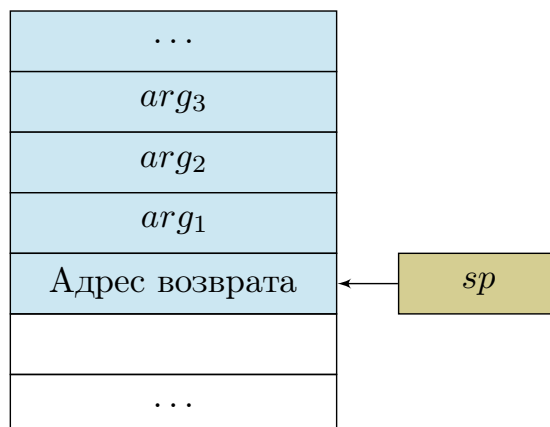 ...
arg₃
arg₂
arg₁
Адрес возврата
sp
...